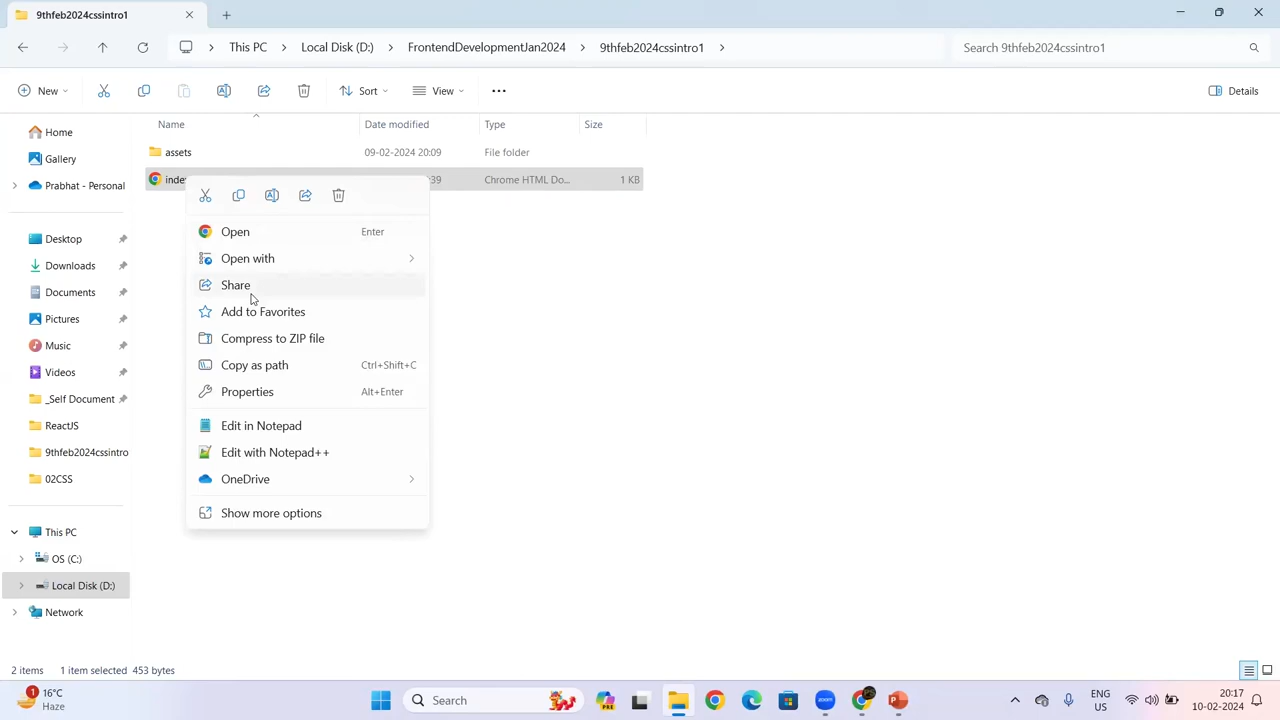 9thfeb2024cssintro1
This PC > Local Disk (D:) > FrontendDevelopmentJan2024 > 9thfeb2024cssintro1 >
Search 9thfeb2024cssintro1
New
Sort
View
Details
Name Date modified Type Size
assets 09-02-2024 20:09 File folder
Chrome HTML Do... 1 KB
Home
Gallery
Prabhat - Personal
Desktop
Downloads
Documents
Pictures
Music
Videos
_Self Document
ReactJS
9thfeb2024cssintro
02CSS
This PC
OS (C:)
Local Disk (D:)
Network
Open Enter
Open with
Share
Add to Favorites
Compress to ZIP file
Copy as path Ctrl+Shift+C
Properties Alt+Enter
Edit in Notepad
Edit with Notepad++
OneDrive
Show more options
2 items 1 item selected 453 bytes
1
16°C
Haze
Search
PRE
ENG
US
20:17
10-02-2024